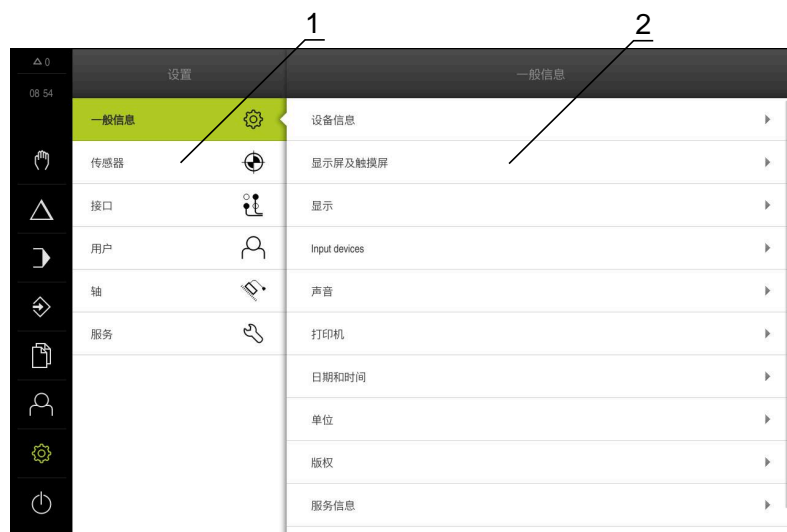 1 2
△ 0
08 54
设置
一般信息
一般信息
传感器
接口
用户
轴
服务
设备信息
显示屏及触摸屏
显示
Input devices
声音
打印机
日期和时间
单位
版权
服务信息